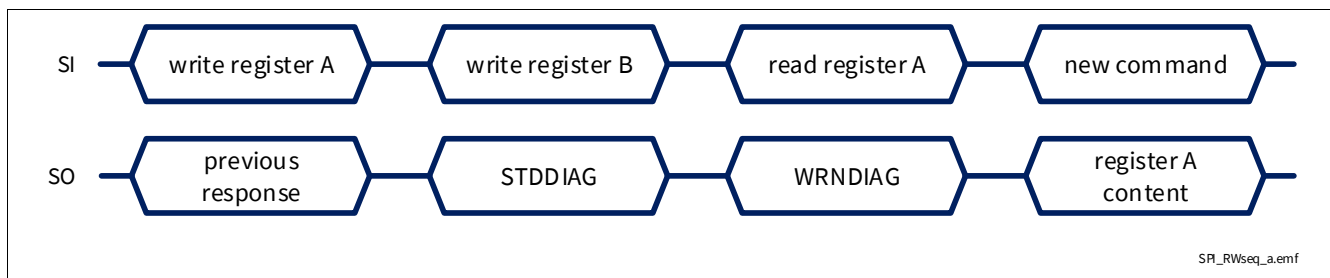 SI write register A write register B read register A new command
previous
response
SO STDDIAG WRNDIAG
register A
content
SPI_RWseq_a.emf